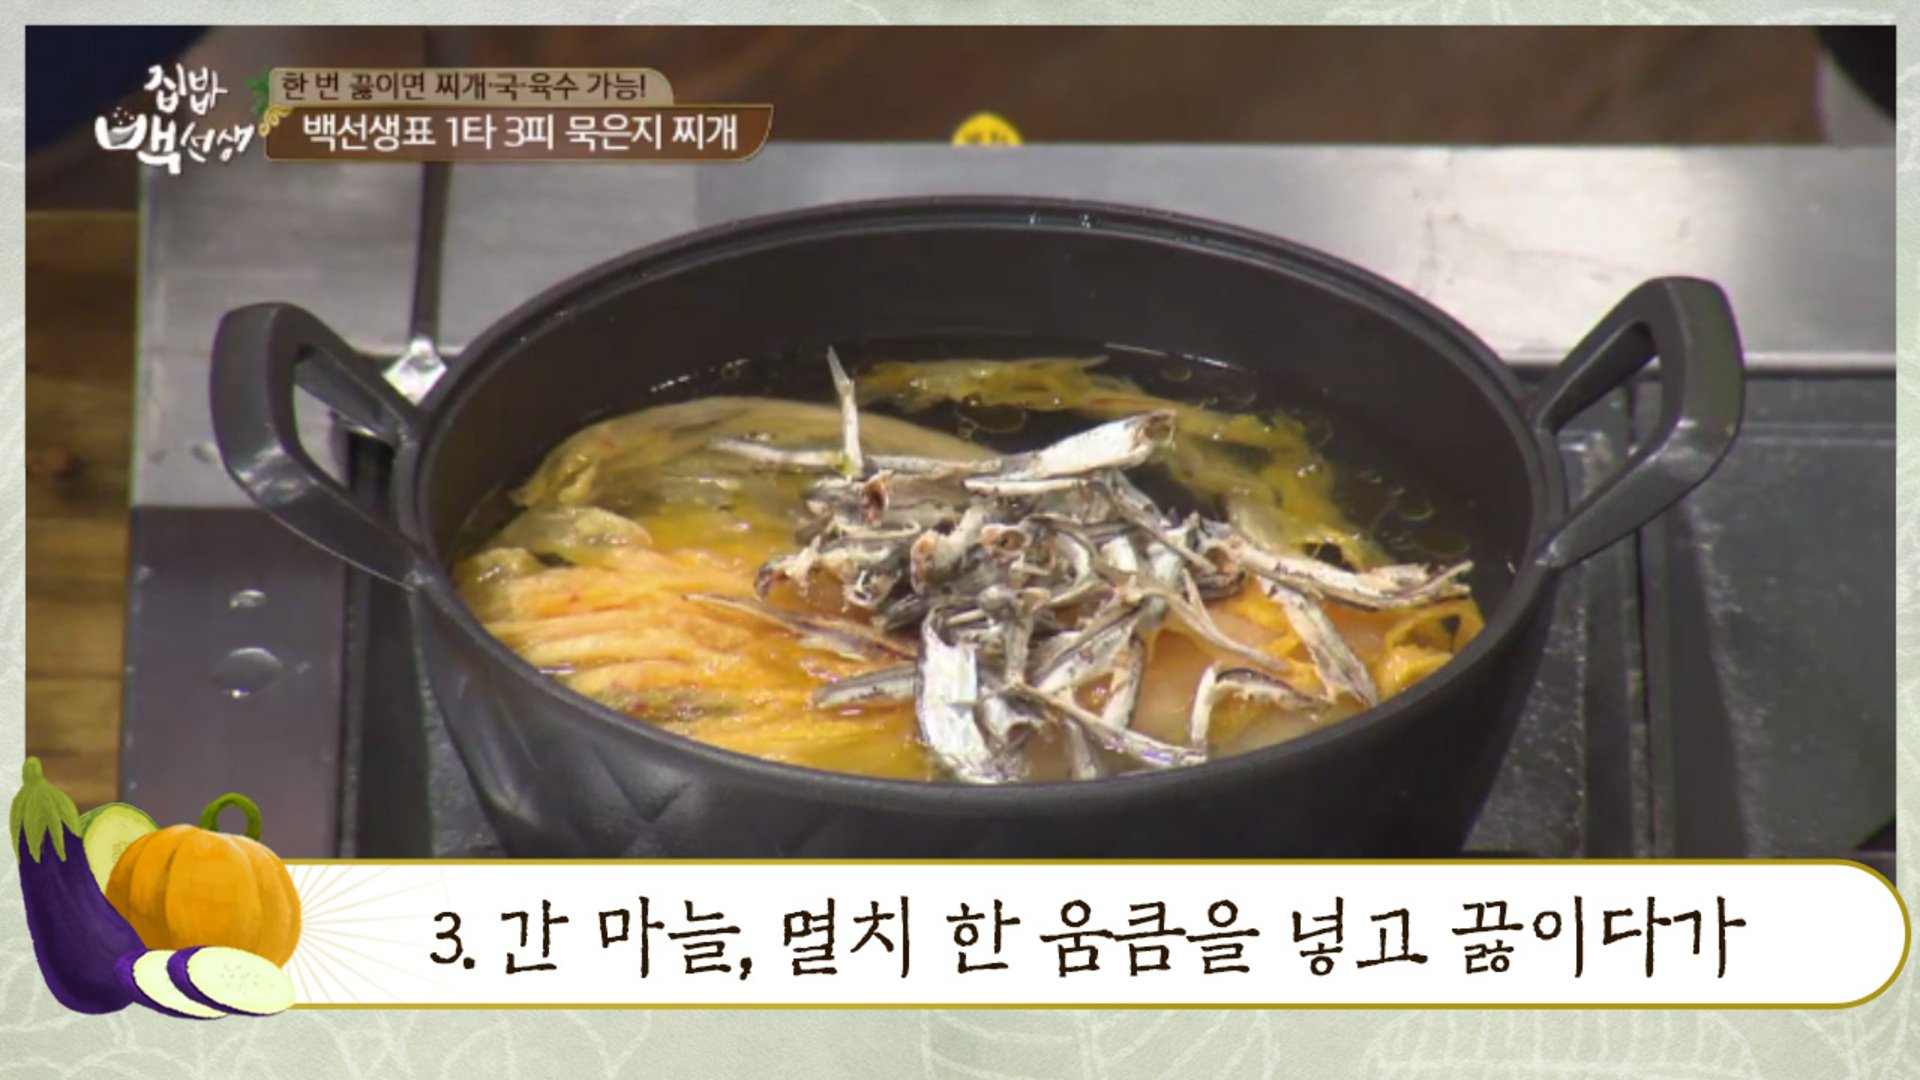 집밥
백선생
한 번 끓이면 찌개·국·육수 가능!
백선생표 1타 3피 묵은지 찌개
3. 간 마늘, 멸치 한 움큼을 넣고 끓이다가